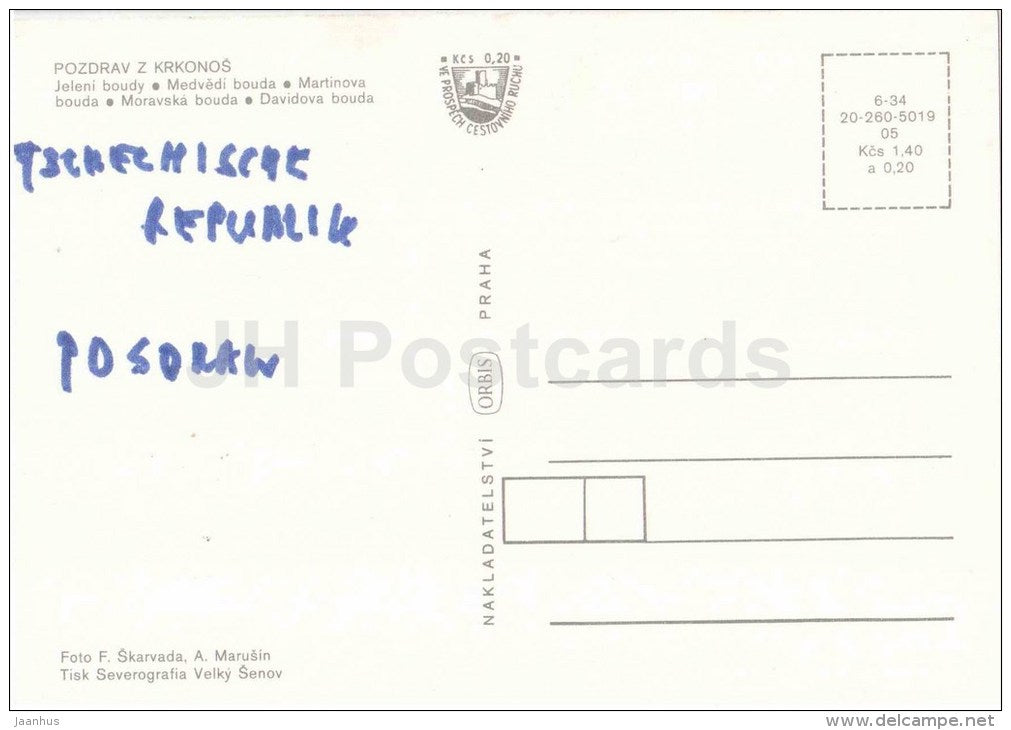 POZDRAV Z KRKONOŠ
Jelení boudy ● Medvědí bouda ● Martinova
bouda ● Moravská bouda ● Davidova bouda
Kčs 0,20
VE PROSPĚCH CESTOVNÍHO RUCHU
6-34
20-260-5019
05
Kčs 1,40
a 0,20
TSCHECHISCHE
REPUBLIK
POSDRAW
NAKLADATELSTVÍ ORBIS PRAHA
JH Postcards
Foto F. Škarvada, A. Marušín
Tisk Severografia Velký Šenov
jaanhus
www.delcampe.net